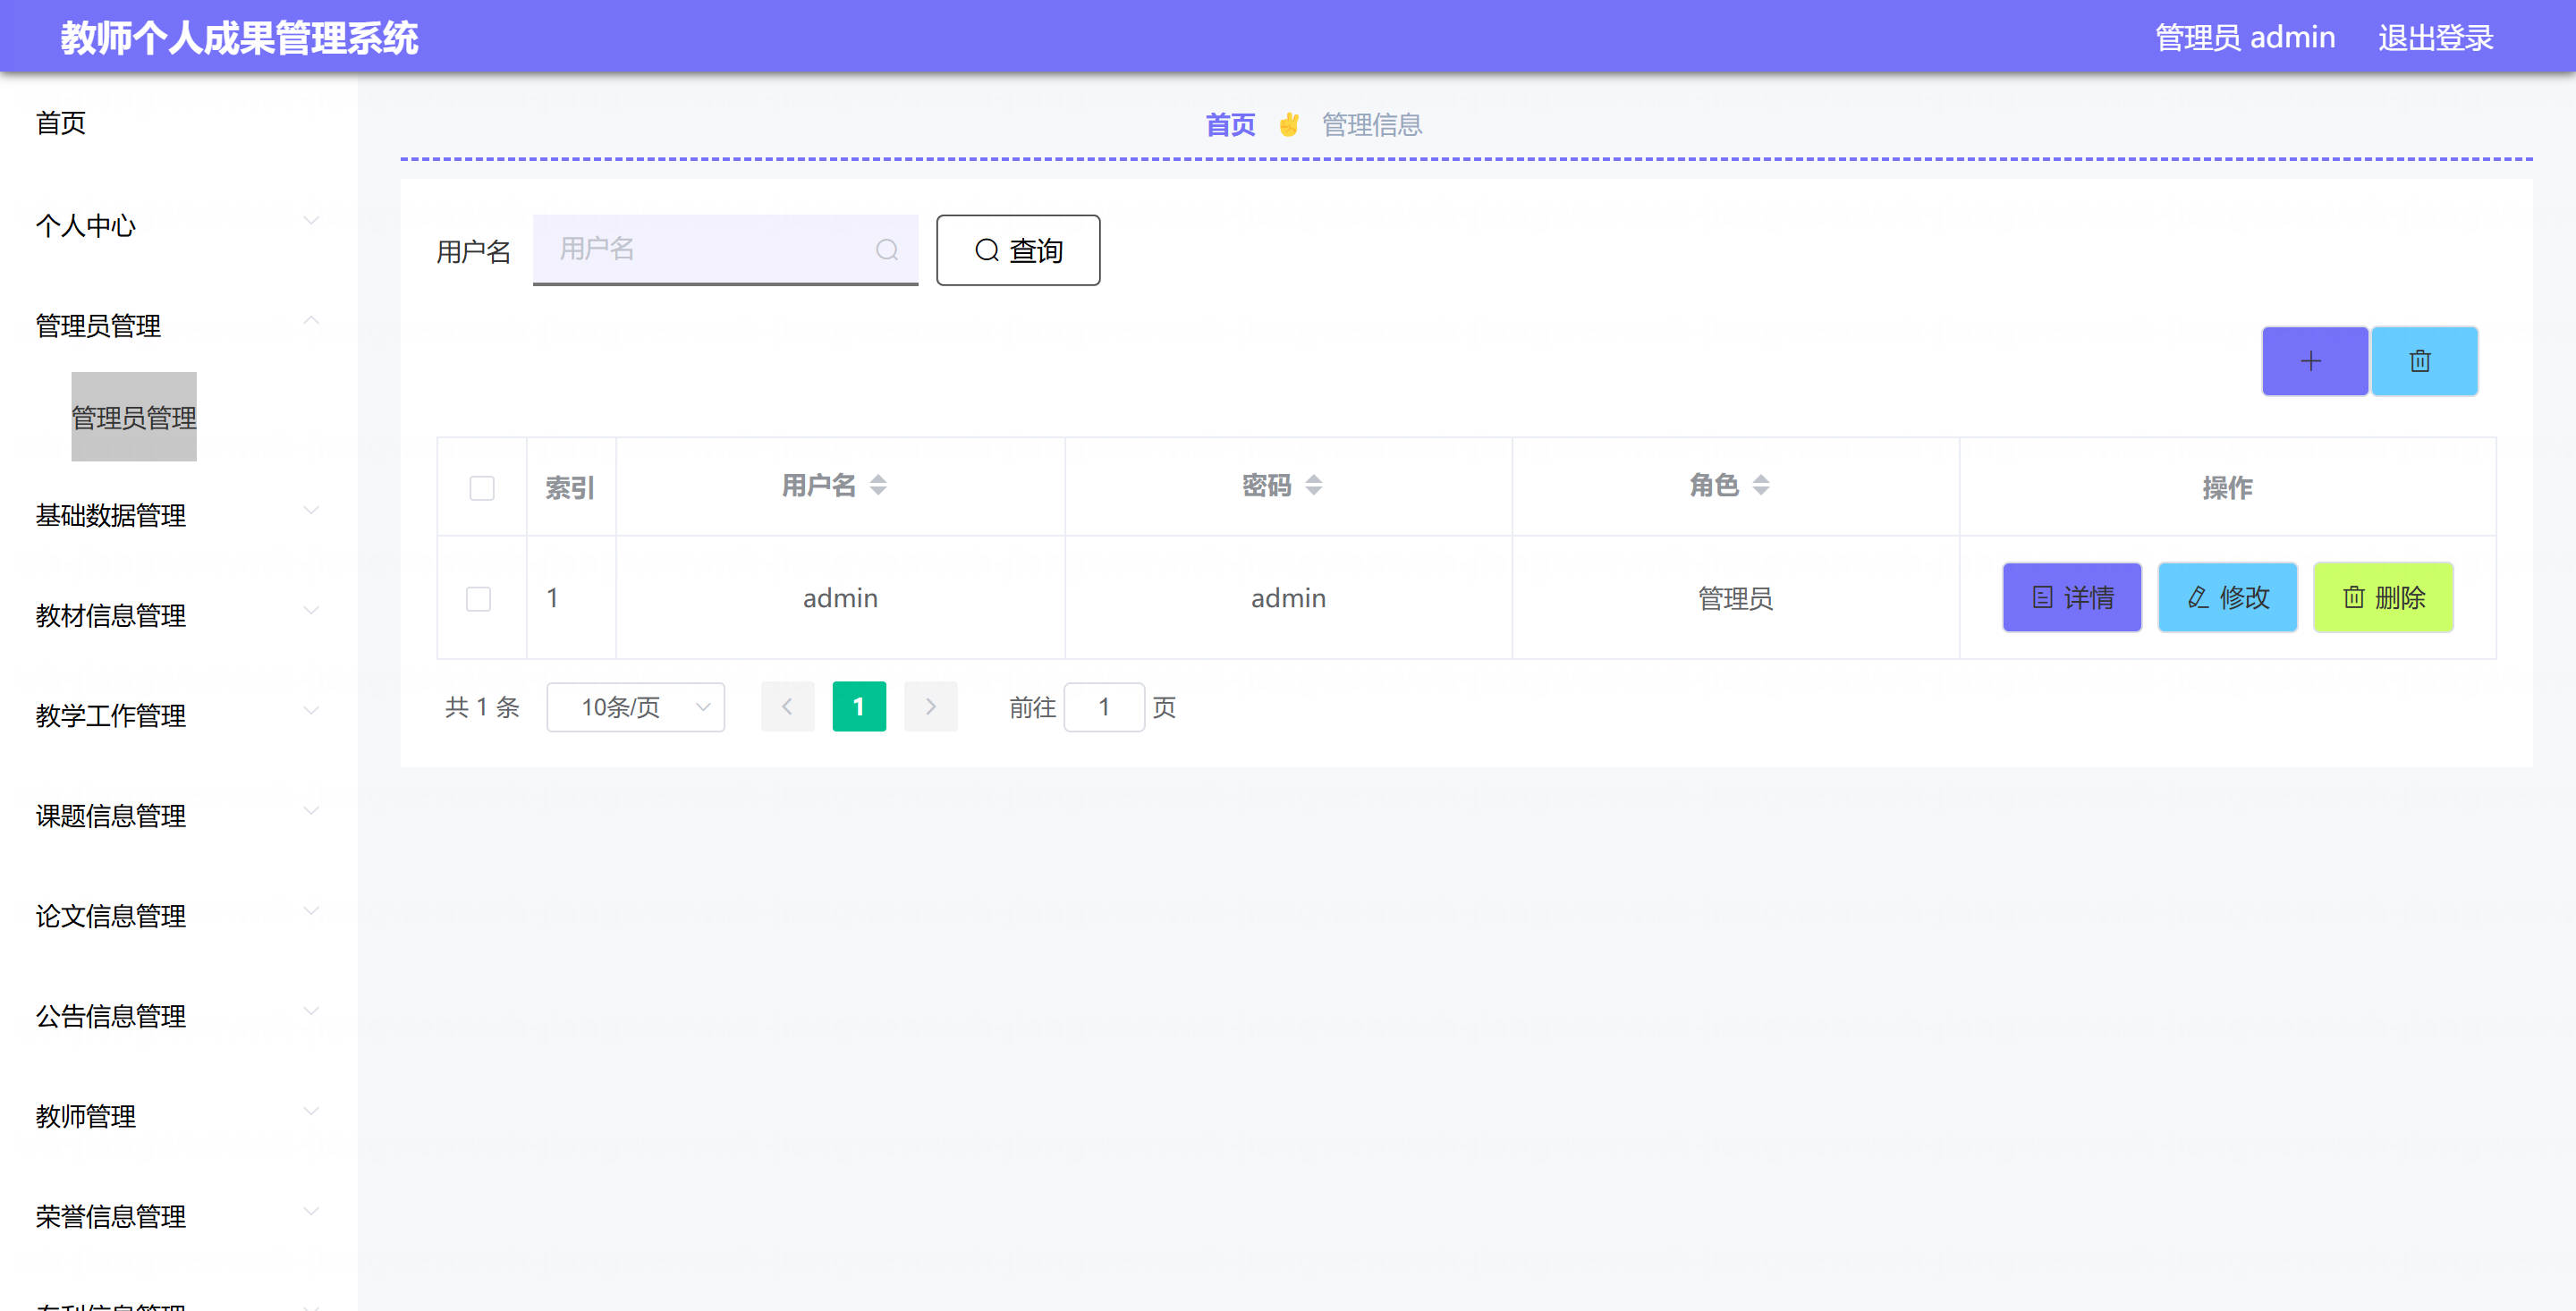 教师个人成果管理系统
管理员 admin
退出登录
首页
个人中心
管理员管理
管理员管理
基础数据管理
教材信息管理
教学工作管理
课题信息管理
论文信息管理
公告信息管理
教师管理
荣誉信息管理
首页 ✌ 管理信息
用户名 用户名 查询
索引 用户名 密码 角色 操作
1 admin admin 管理员 详情 修改 删除
共 1 条 10条/页 1 前往 1 页